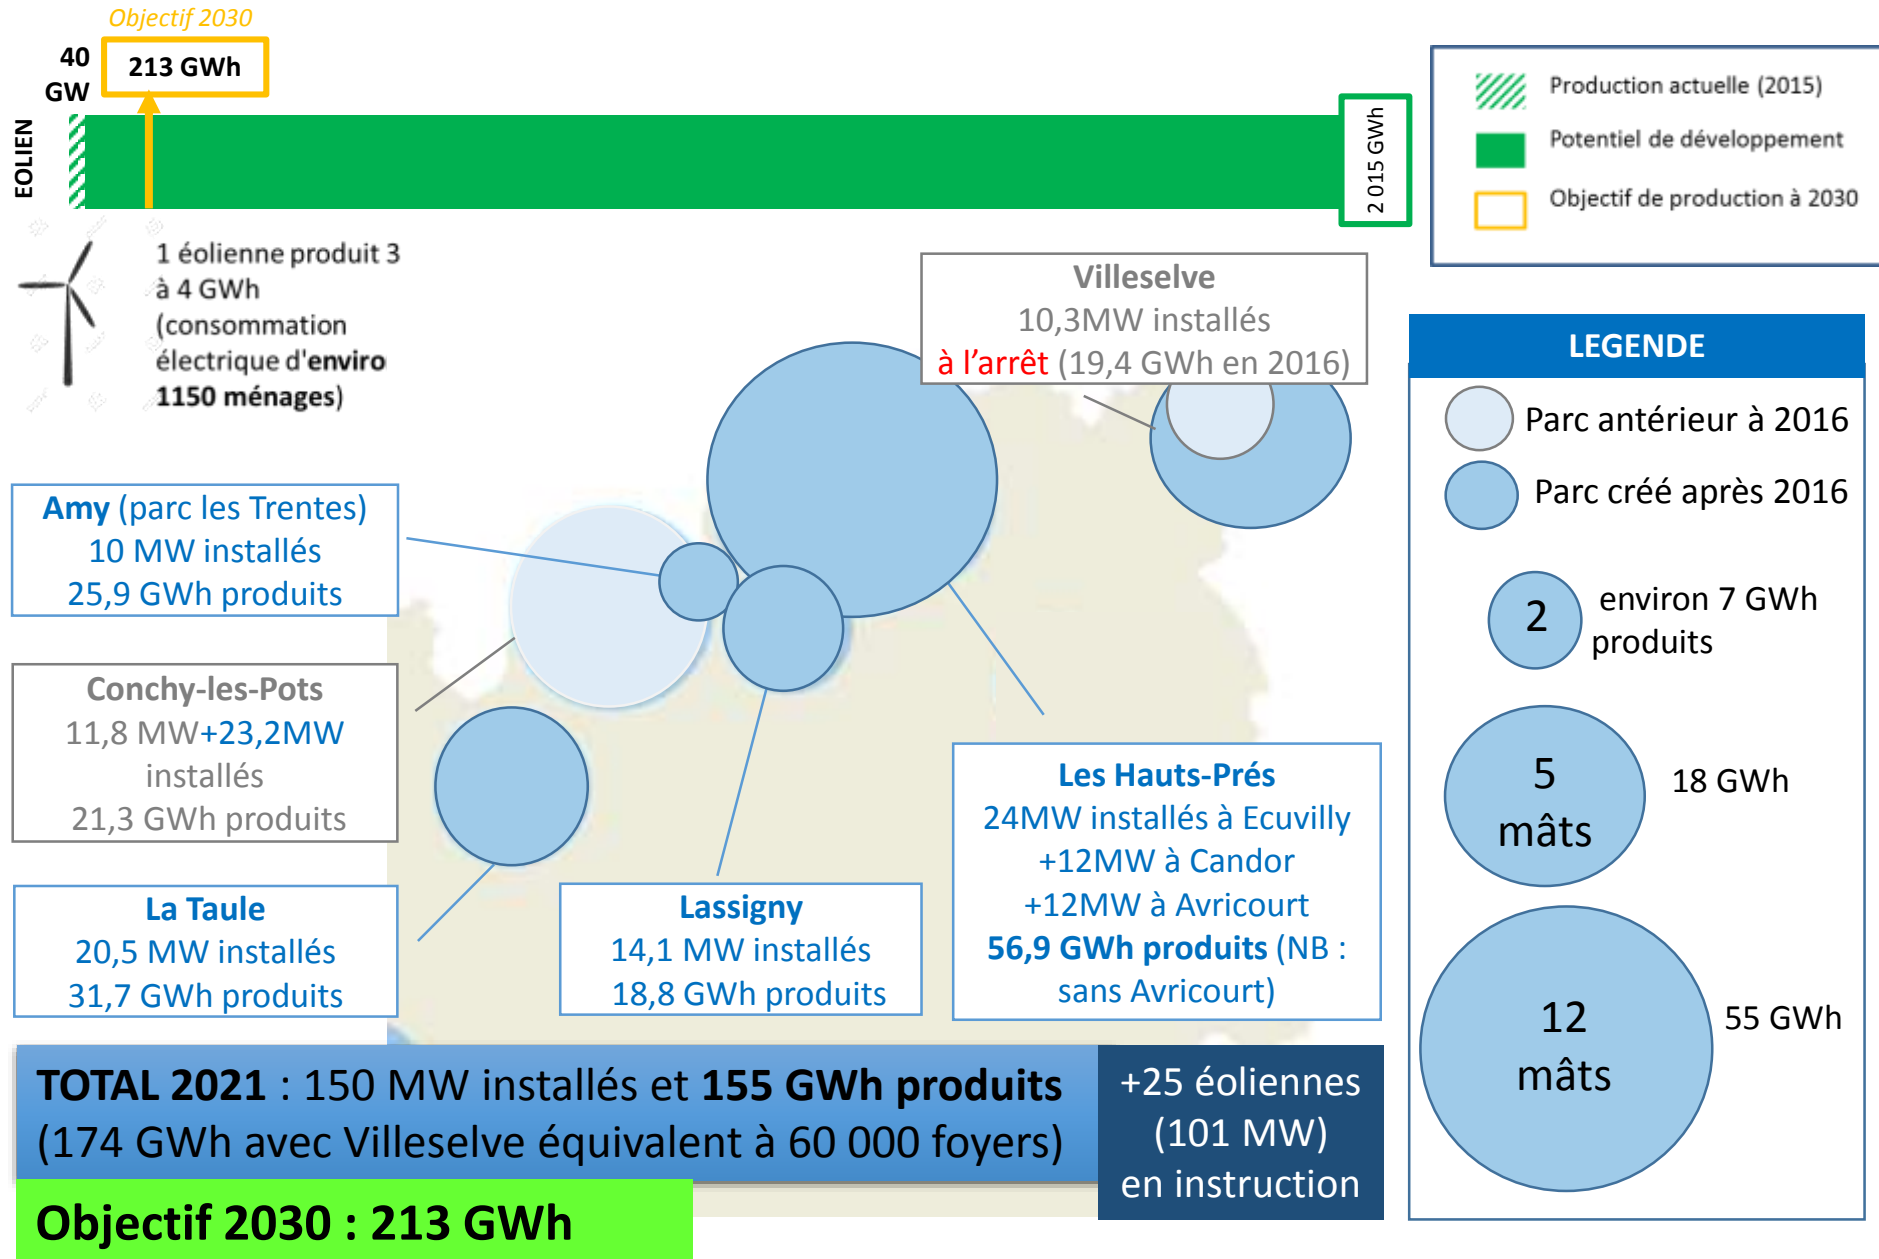 Objectif 2030
40
GW
213 GWh
EOLIEN
2 015 GWh
Production actuelle (2015)
Potentiel de développement
Objectif de production à 2030
1 éolienne produit 3
à 4 GWh
(consommation
électrique d'enviro
1150 ménages)
Villeselve
10,3MW installés
à l'arrêt (19,4 GWh en 2016)
Amy (parc les Trentes)
10 MW installés
25,9 GWh produits
Conchy-les-Pots
11,8 MW+23,2MW
installés
21,3 GWh produits
La Taule
20,5 MW installés
31,7 GWh produits
Lassigny
14,1 MW installés
18,8 GWh produits
Les Hauts-Prés
24MW installés à Ecuvilly
+12MW à Candor
+12MW à Avricourt
56,9 GWh produits (NB :
sans Avricourt)
LEGENDE
Parc antérieur à 2016
Parc créé après 2016
2
environ 7 GWh
produits
5
mâts
18 GWh
12
mâts
55 GWh
TOTAL 2021 : 150 MW installés et 155 GWh produits
(174 GWh avec Villeselve équivalent à 60 000 foyers)
+25 éoliennes
(101 MW)
en instruction
Objectif 2030 : 213 GWh